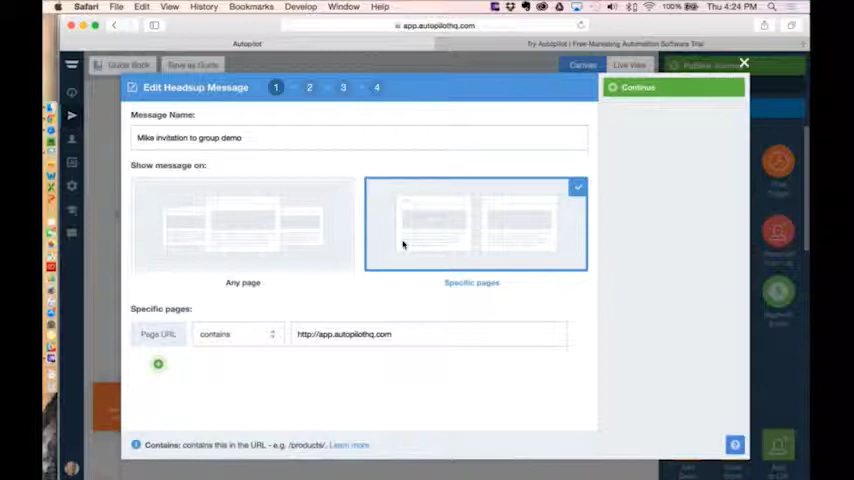 Safari File Edit View History Bookmarks Develop Window Help 100% Thu 4:24 PM
app.autopilothq.com
Autopilot Try Autopilot | Free Marketing Automation Software Trial
Guide Book Save as Guide Canvas Live View
Edit Headsup Message 1 2 3 4 Continue
Message Name:
Mike invitation to group demo
Show message on:
Any page Specific pages
Specific pages:
Page URL contains http://app.autopilothq.com
Contains: contains this in the URL - e.g. /products/. Learn more